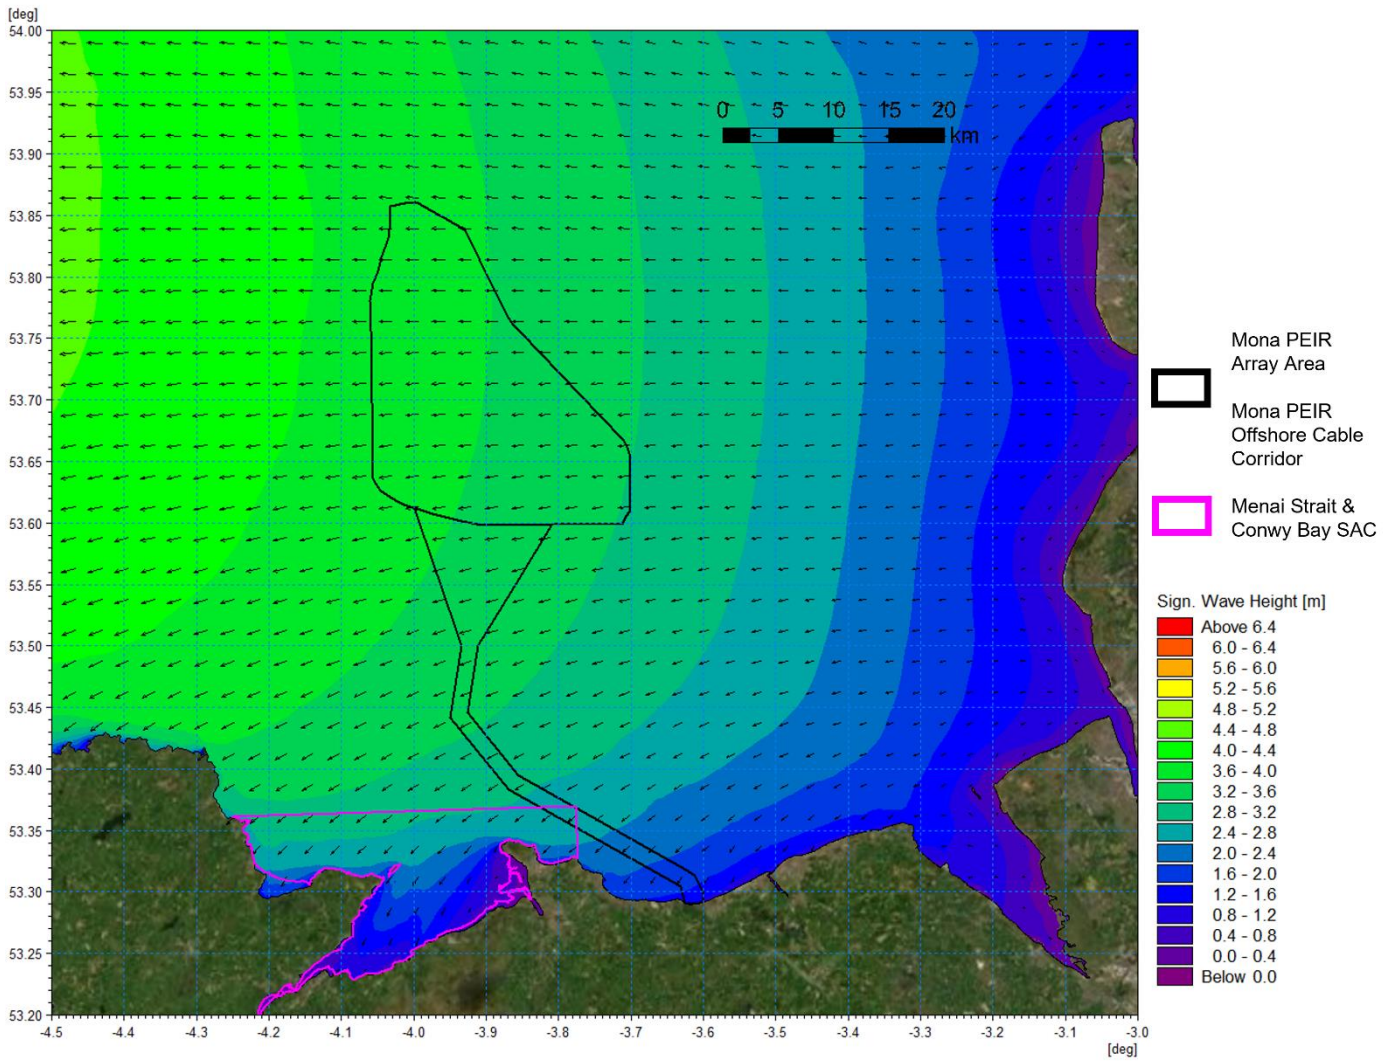 [deg]
54.00
53.95
53.90
53.85
53.80
53.75
53.70
53.65
53.60
53.55
53.50
53.45
53.40
53.35
53.30
53.25
53.20
-4.5 -4.4 -4.3 -4.2 -4.1 -4.0 -3.9 -3.8 -3.7 -3.6 -3.5 -3.4 -3.3 -3.2 -3.1 -3.0
[deg]
0 5 10 15 20
km
Mona PEIR
Array Area
Mona PEIR
Offshore Cable
Corridor
Menai Strait &
Conwy Bay SAC
Sign. Wave Height [m]
Above 6.4
6.0 - 6.4
5.6 - 6.0
5.2 - 5.6
4.8 - 5.2
4.4 - 4.8
4.0 - 4.4
3.6 - 4.0
3.2 - 3.6
2.8 - 3.2
2.4 - 2.8
2.0 - 2.4
1.6 - 2.0
1.2 - 1.6
0.8 - 1.2
0.4 - 0.8
0.0 - 0.4
Below 0.0